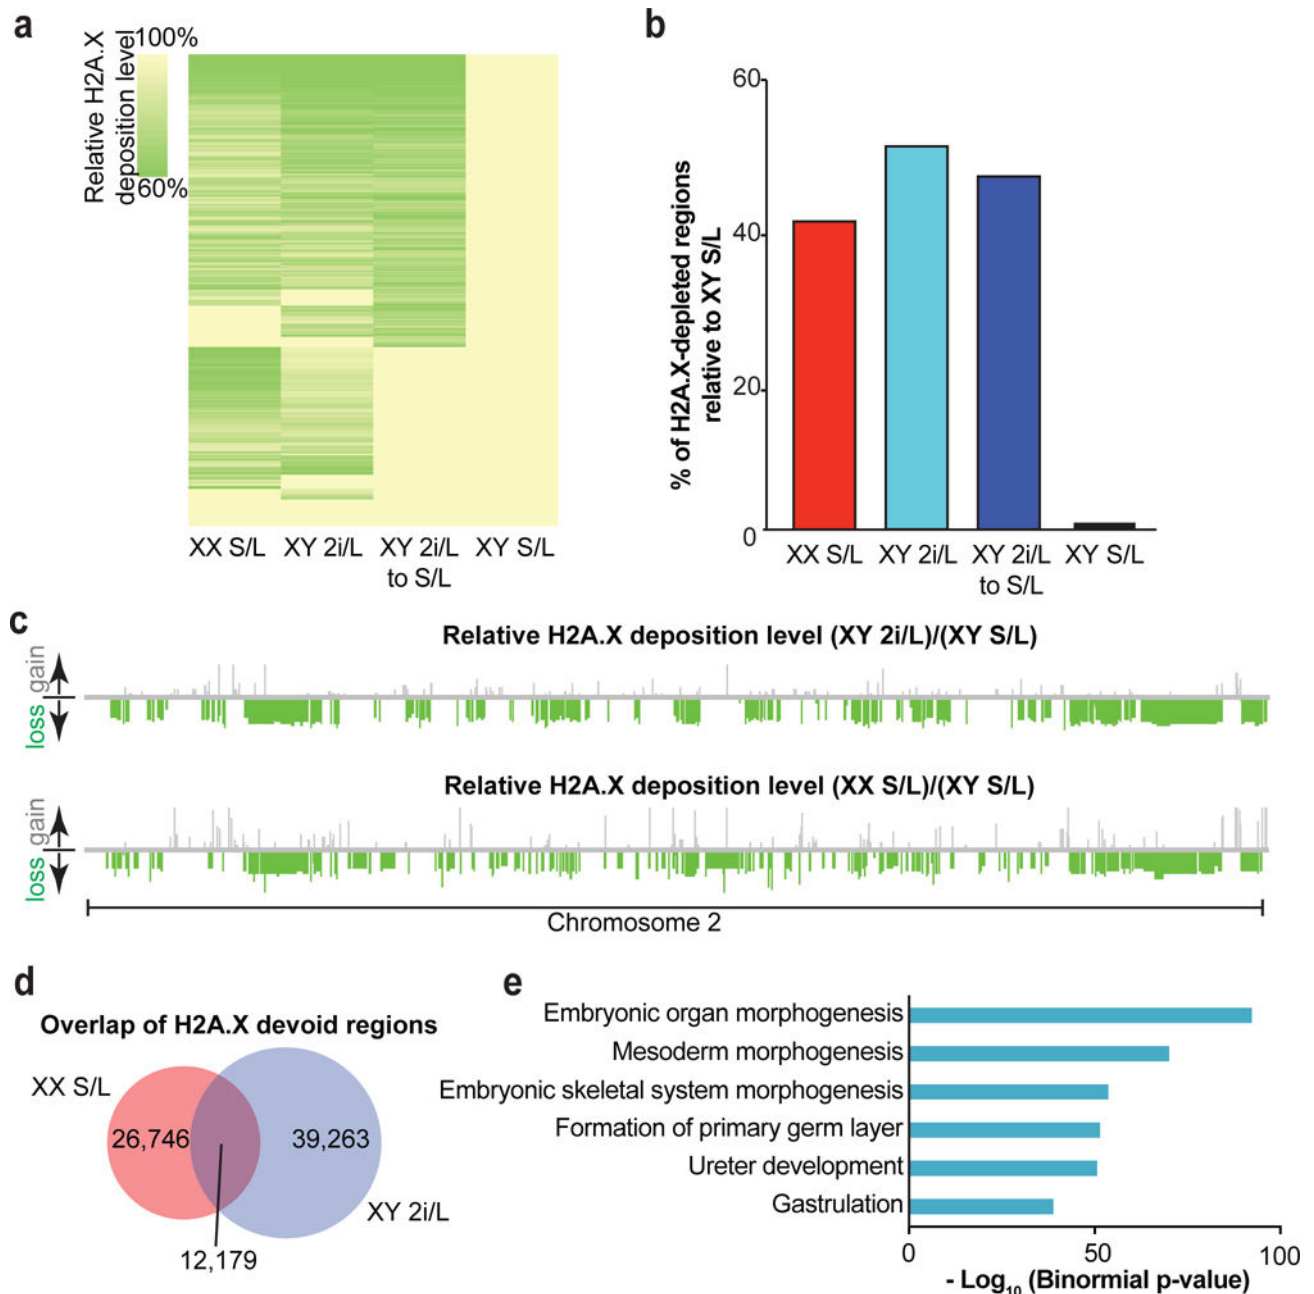 a
Relative H2A.X
deposition level
100%
60%
XX S/L
XY 2i/L
XY 2i/L
to S/L
XY S/L
b
% of H2A.X-depleted regions
relative to XY S/L
60
40
20
0
XX S/L
XY 2i/L
XY 2i/L
to S/L
XY S/L
c
Relative H2A.X deposition level (XY 2i/L)/(XY S/L)
gain
loss
Relative H2A.X deposition level (XX S/L)/(XY S/L)
gain
loss
Chromosome 2
d
Overlap of H2A.X devoid regions
XX S/L
26,746
39,263
XY 2i/L
12,179
e
Embryonic organ morphogenesis
Mesoderm morphogenesis
Embryonic skeletal system morphogenesis
Formation of primary germ layer
Ureter development
Gastrulation
0
50
100
- Log10 (Binormial p-value)